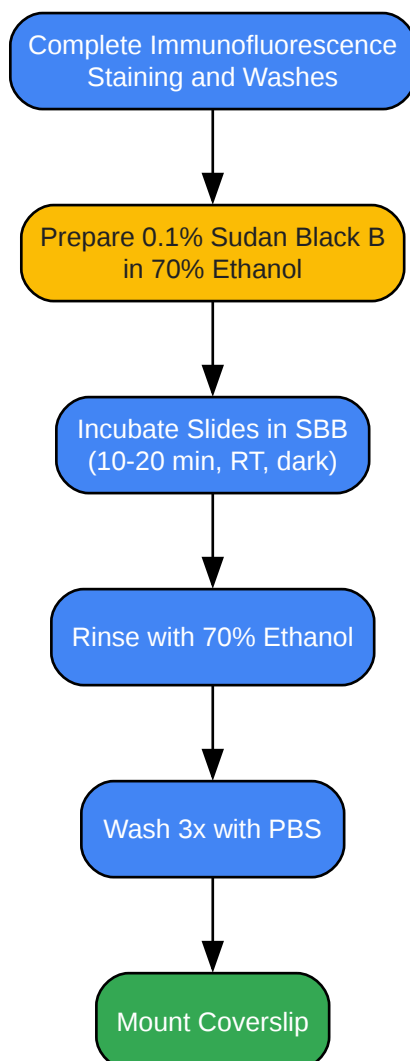 Complete Immunofluorescence
Staining and Washes
Prepare 0.1% Sudan Black B
in 70% Ethanol
Incubate Slides in SBB
(10-20 min, RT, dark)
Rinse with 70% Ethanol
Wash 3x with PBS
Mount Coverslip